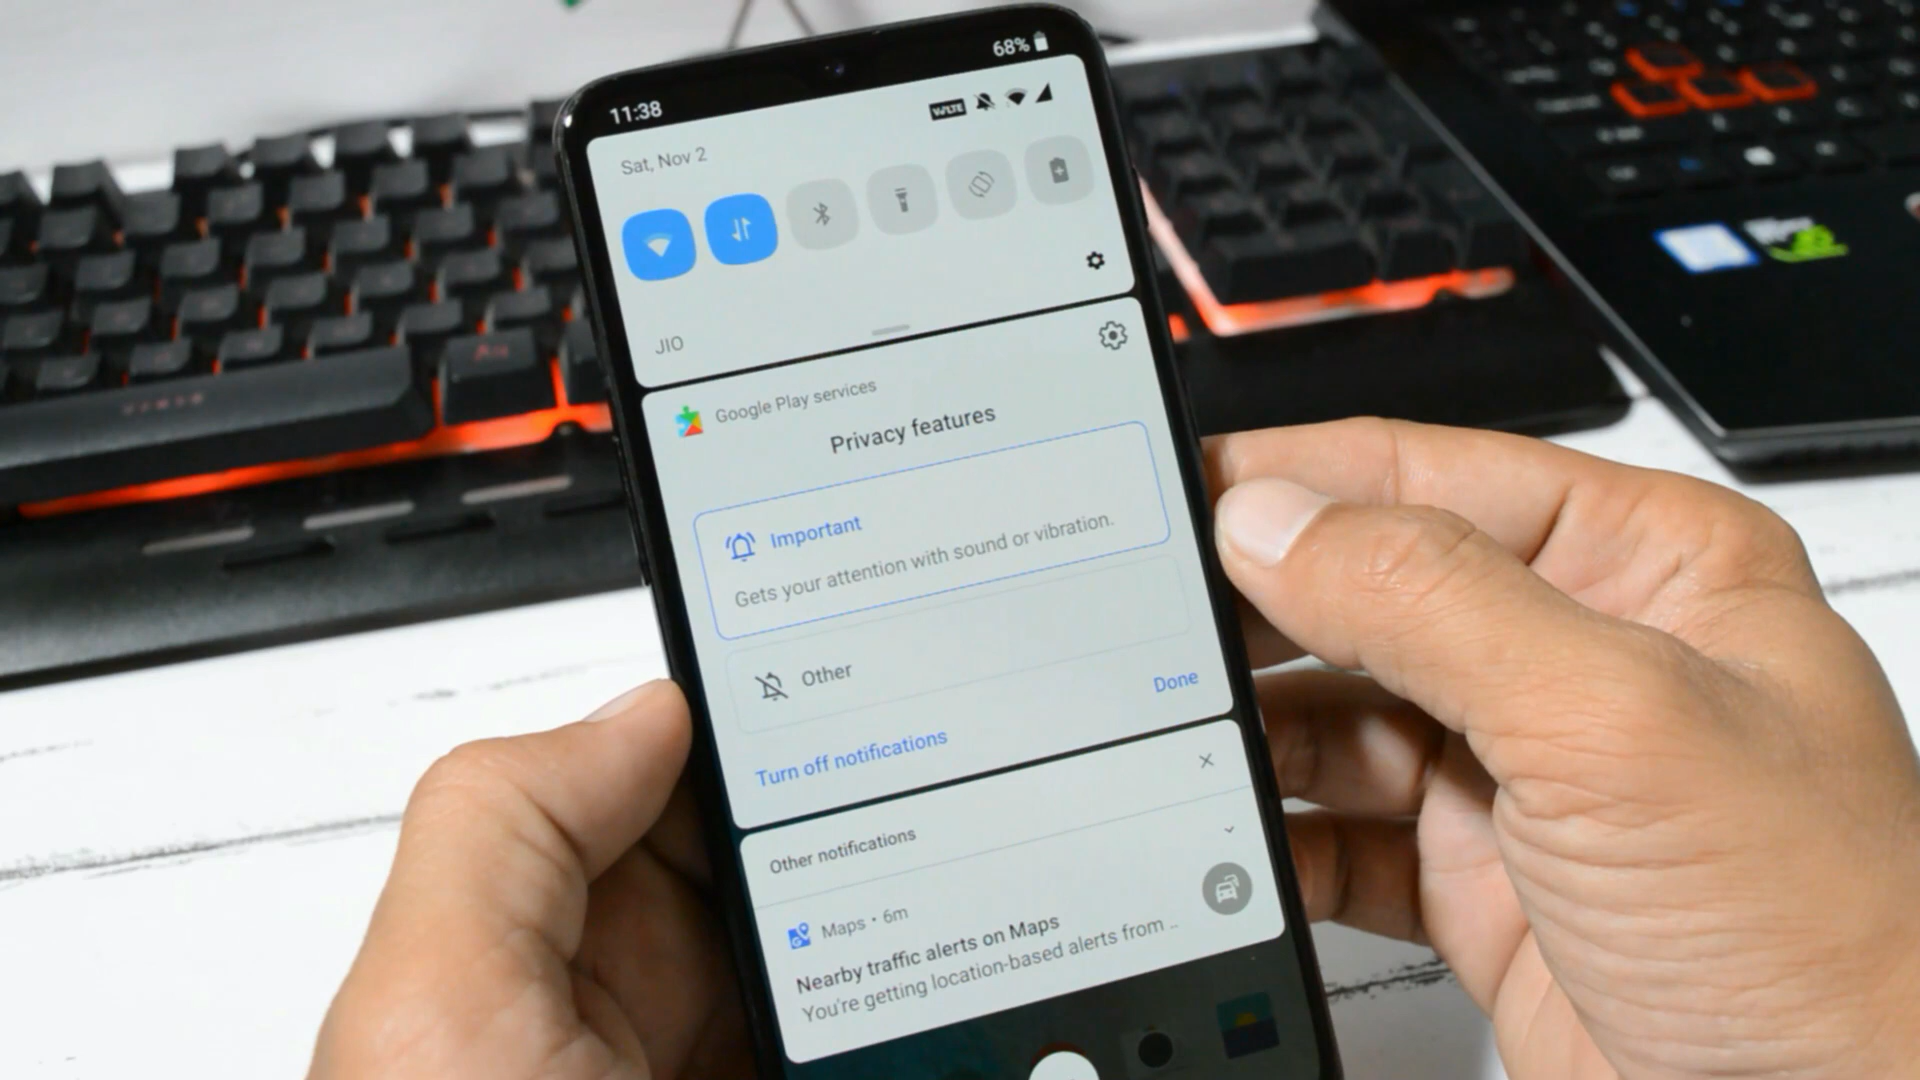 68%
11:38
VoLTE
Sat, Nov 2
JIO
Google Play services
Privacy features
Important
Gets your attention with sound or vibration.
Other
Done
Turn off notifications
Other notifications
Maps • 6m
Nearby traffic alerts on Maps
You're getting location-based alerts from ..